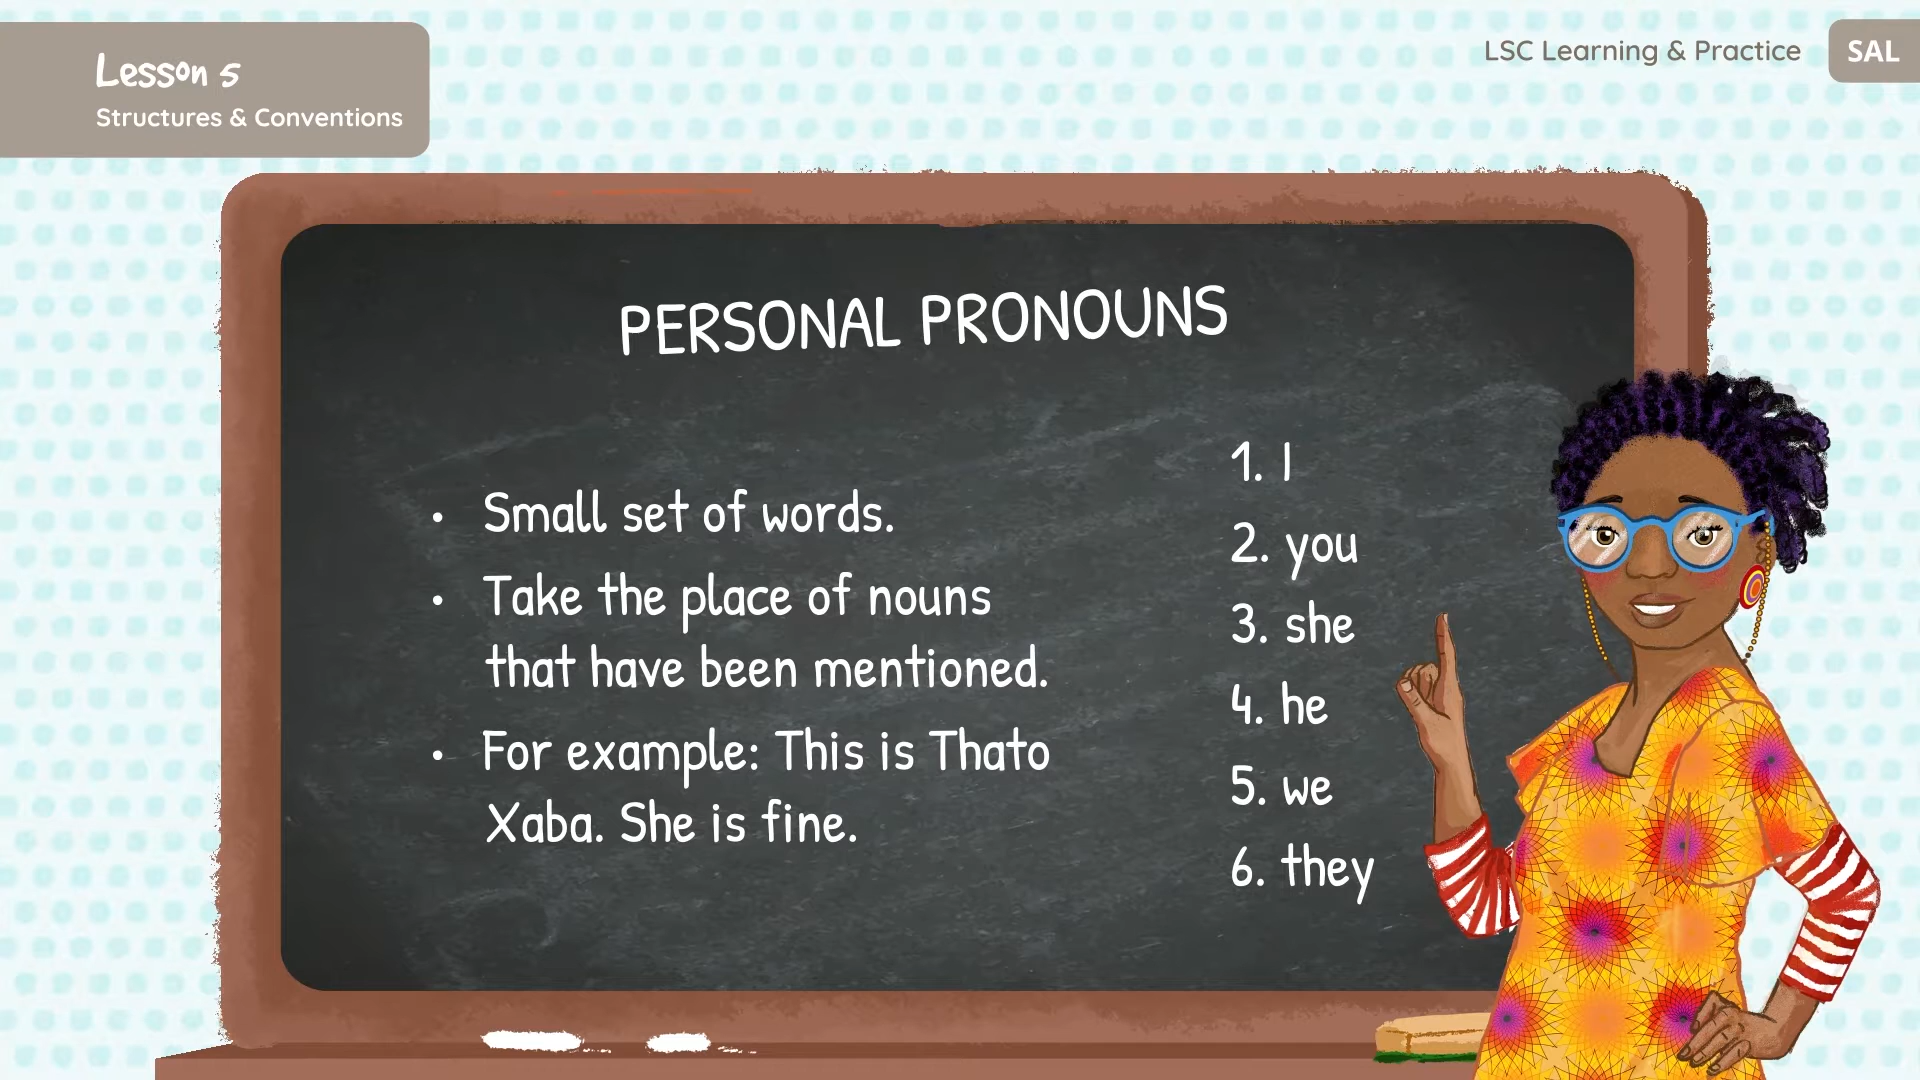 Lesson 5
Structures & Conventions
LSC Learning & Practice
SAL
PERSONAL PRONOUNS
• Small set of words.
• Take the place of nouns
that have been mentioned.
• For example: This is Thato
Xaba. She is fine.
1. I
2. you
3. she
4. he
5. we
6. they